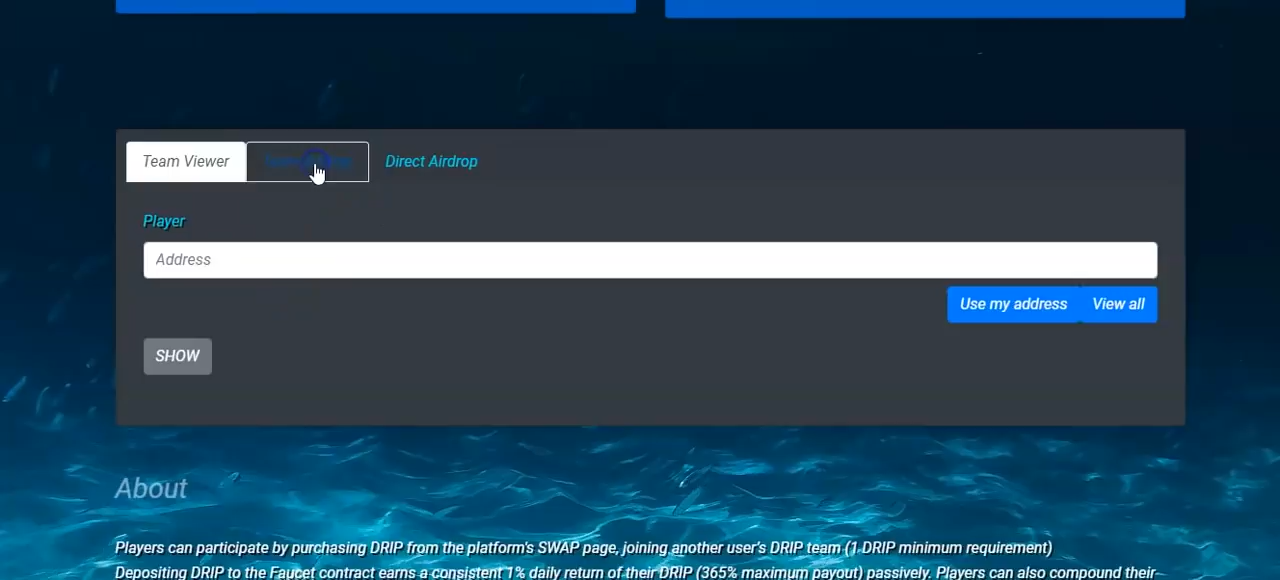 Team Viewer
Direct Airdrop
Player
Address
Use my address
View all
SHOW
About
Players can participate by purchasing DRIP from the platform's SWAP page, joining another user's DRIP team (1 DRIP minimum requirement)
Depositing DRIP to the Faucet contract earns a consistent 1% daily return of their DRIP (365% maximum payout) passively. Players can also compound their